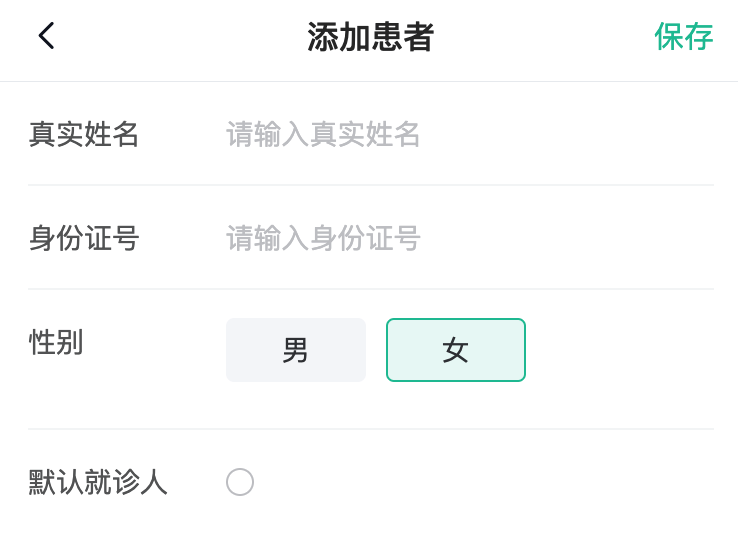 添加患者
保存
真实姓名
请输入真实姓名
身份证号
请输入身份证号
性别
男
女
默认就诊人